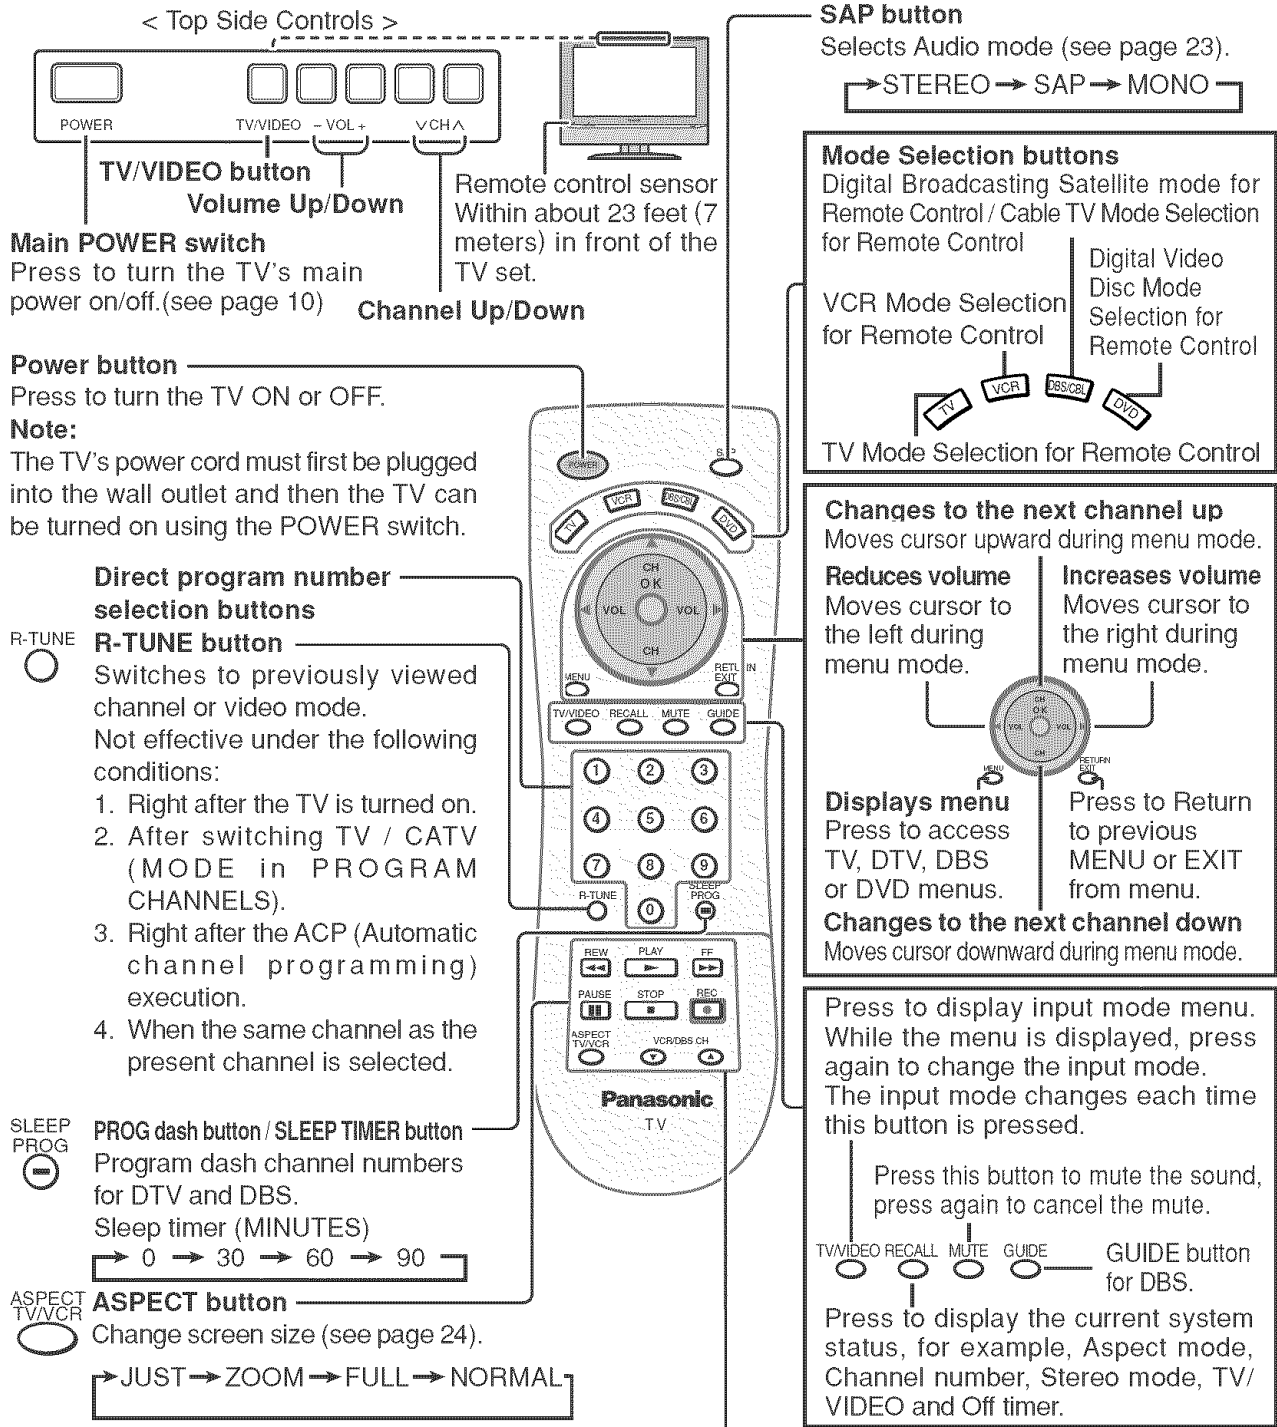 < Top Side Controls >
POWER
TV/VIDEO
– VOL +
∨ CH ∧
TV/VIDEO button
Volume Up/Down
Main POWER switch
Press to turn the TV's main
power on/off.(see page 10)
Channel Up/Down
Remote control sensor
Within about 23 feet (7
meters) in front of the
TV set.
SAP button
Selects Audio mode (see page 23).
→STEREO→ SAP→ MONO
Mode Selection buttons
Digital Broadcasting Satellite mode for
Remote Control / Cable TV Mode Selection
for Remote Control
Digital Video
Disc Mode
Selection for
Remote Control
VCR Mode Selection
for Remote Control
TV
VCR
DBS/CBL
DVD
TV Mode Selection for Remote Control
Power button
Press to turn the TV ON or OFF.
Note:
The TV's power cord must first be plugged
into the wall outlet and then the TV can
be turned on using the POWER switch.
Direct program number
selection buttons
R-TUNE
R-TUNE button
Switches to previously viewed
channel or video mode.
Not effective under the following
conditions:
1. Right after the TV is turned on.
2. After switching TV / CATV
(MODE in PROGRAM
CHANNELS).
3. Right after the ACP (Automatic
channel programming)
execution.
4. When the same channel as the
present channel is selected.
SLEEP
PROG
PROG dash button / SLEEP TIMER button
Program dash channel numbers
for DTV and DBS.
Sleep timer (MINUTES)
→ 0 → 30 → 60 → 90
ASPECT
TV/VCR
ASPECT button
Change screen size (see page 24).
→JUST→ZOOM→FULL→NORMAL
POWER
SAP
TV
VCR
DBS/CBL
DVD
CH
OK
VOL
VOL
CH
MENU
RETURN
EXIT
TV/VIDEO RECALL MUTE GUIDE
1 2 3
4 5 6
7 8 9
R-TUNE
0
SLEEP
PROG
REW PLAY FF
PAUSE STOP REC
ASPECT
TV/VCR
VCR/DBS CH
Panasonic
TV
Changes to the next channel up
Moves cursor upward during menu mode.
Reduces volume
Moves cursor to
the left during
menu mode.
Increases volume
Moves cursor to
the right during
menu mode.
CH
OK
VOL
VOL
CH
MENU
RETURN
EXIT
Displays menu
Press to access
TV, DTV, DBS
or DVD menus.
Press to Return
to previous
MENU or EXIT
from menu.
Changes to the next channel down
Moves cursor downward during menu mode.
Press to display input mode menu.
While the menu is displayed, press
again to change the input mode.
The input mode changes each time
this button is pressed.
Press this button to mute the sound,
press again to cancel the mute.
TV/VIDEO RECALL MUTE GUIDE
GUIDE button
for DBS.
Press to display the current system
status, for example, Aspect mode,
Channel number, Stereo mode, TV/
VIDEO and Off timer.